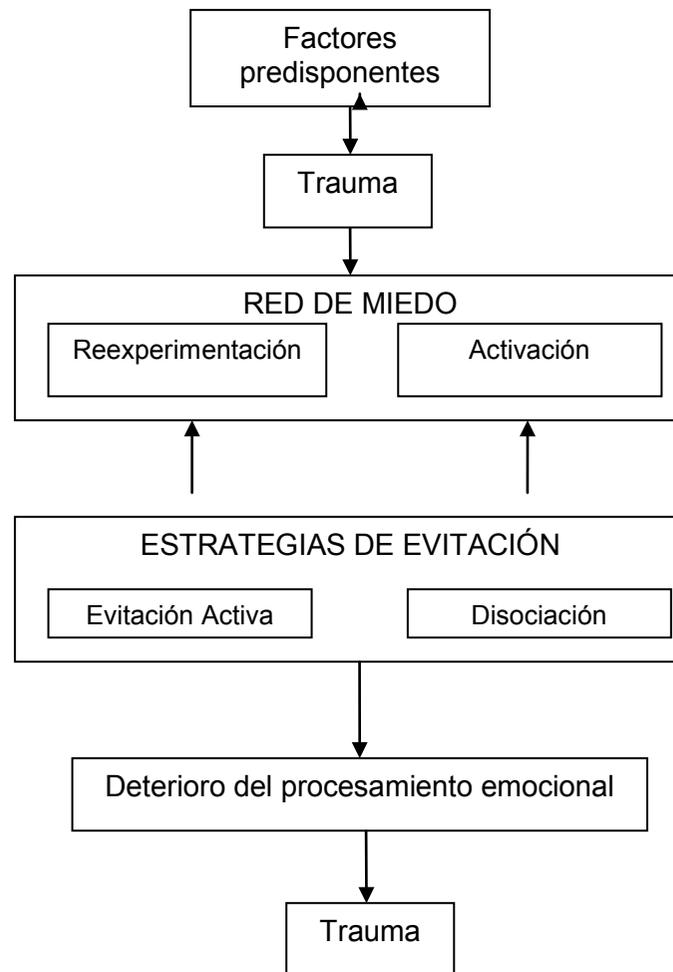 Factores
predisponentes
Trauma
RED DE MIEDO
Reexperimentación
Activación
ESTRATEGIAS DE EVITACIÓN
Evitación Activa
Disociación
Deterioro del procesamiento emocional
Trauma